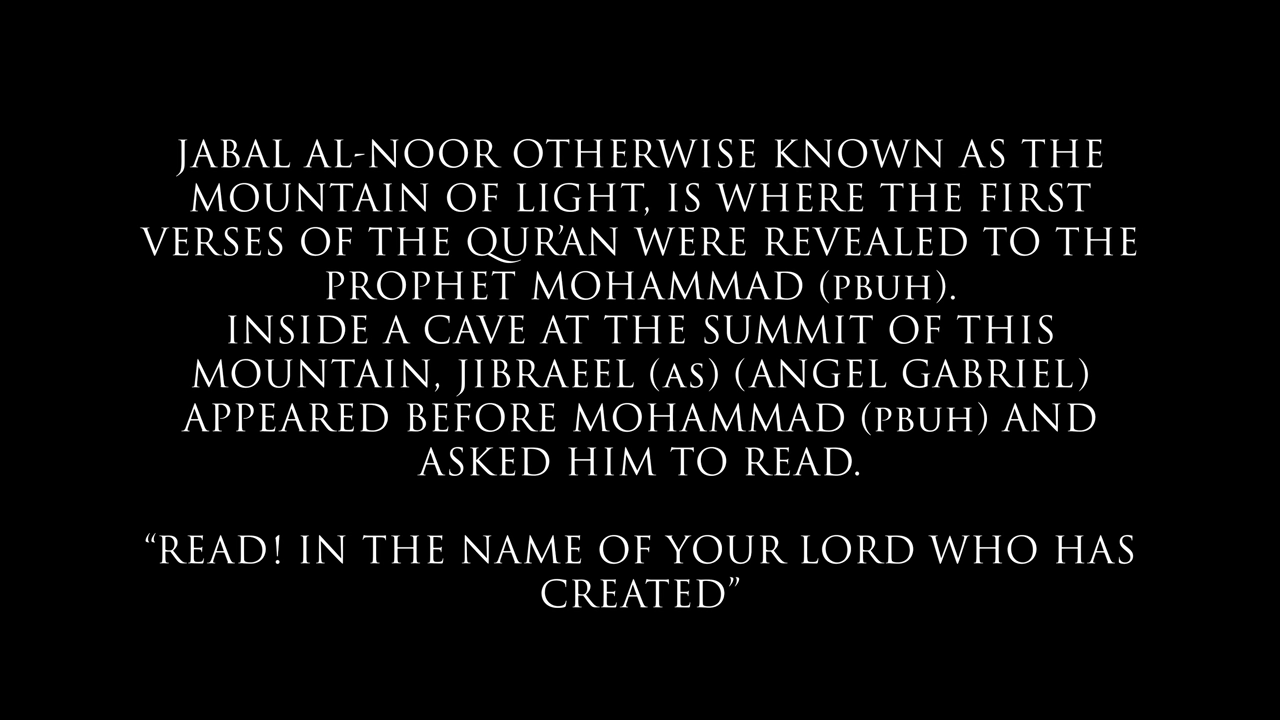 JABAL AL-NOOR OTHERWISE KNOWN AS THE
MOUNTAIN OF LIGHT, IS WHERE THE FIRST
VERSES OF THE QUR’AN WERE REVEALED TO THE
PROPHET MOHAMMAD (PBUH).
INSIDE A CAVE AT THE SUMMIT OF THIS
MOUNTAIN, JIBRAEEL (AS) (ANGEL GABRIEL)
APPEARED BEFORE MOHAMMAD (PBUH) AND
ASKED HIM TO READ.
“READ! IN THE NAME OF YOUR LORD WHO HAS
CREATED”